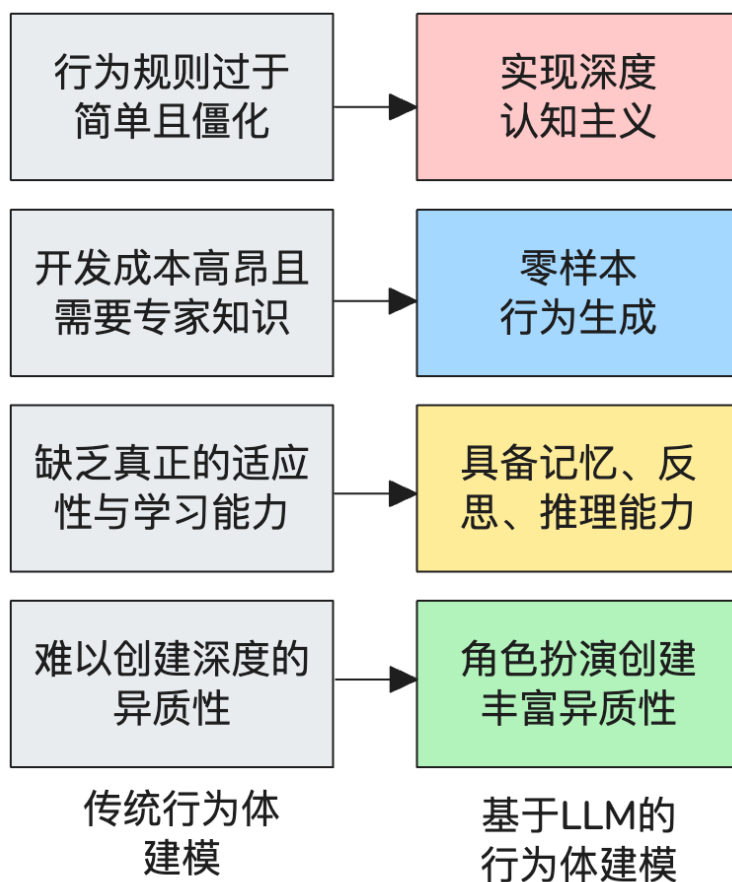 行为规则过于
简单且僵化
实现深度
认知主义
开发成本高昂且
需要专家知识
零样本
行为生成
缺乏真正的适应
性与学习能力
具备记忆、反
思、推理能力
难以创建深度的
异质性
角色扮演创建
丰富异质性
传统行为体
建模
基于LLM的
行为体建模